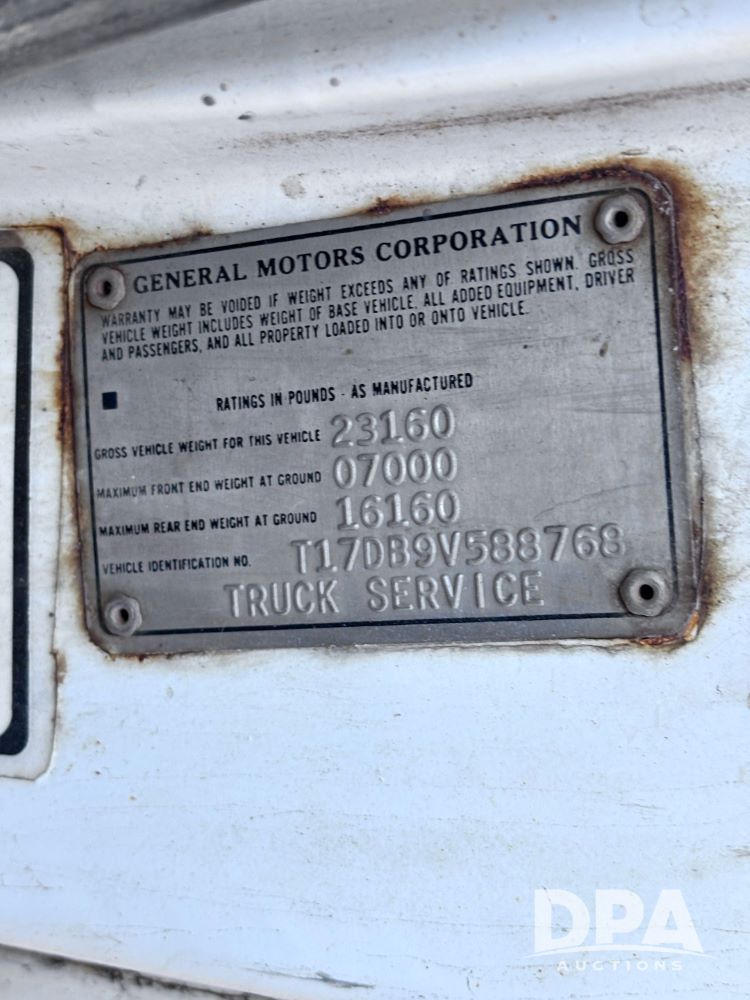 GENERAL MOTORS CORPORATION
WARRANTY MAY BE VOIDED IF WEIGHT EXCEEDS ANY OF RATINGS SHOWN. GROSS
VEHICLE WEIGHT INCLUDES WEIGHT OF BASE VEHICLE, ALL ADDED EQUIPMENT, DRIVER
AND PASSENGERS, AND ALL PROPERTY LOADED INTO OR ONTO VEHICLE.
RATINGS IN POUNDS - AS MANUFACTURED
GROSS VEHICLE WEIGHT FOR THIS VEHICLE 23160
MAXIMUM FRONT END WEIGHT AT GROUND 07000
MAXIMUM REAR END WEIGHT AT GROUND 16160
VEHICLE IDENTIFICATION NO. T17DB9V588768
TRUCK SERVICE
DPA
AUCTIONS